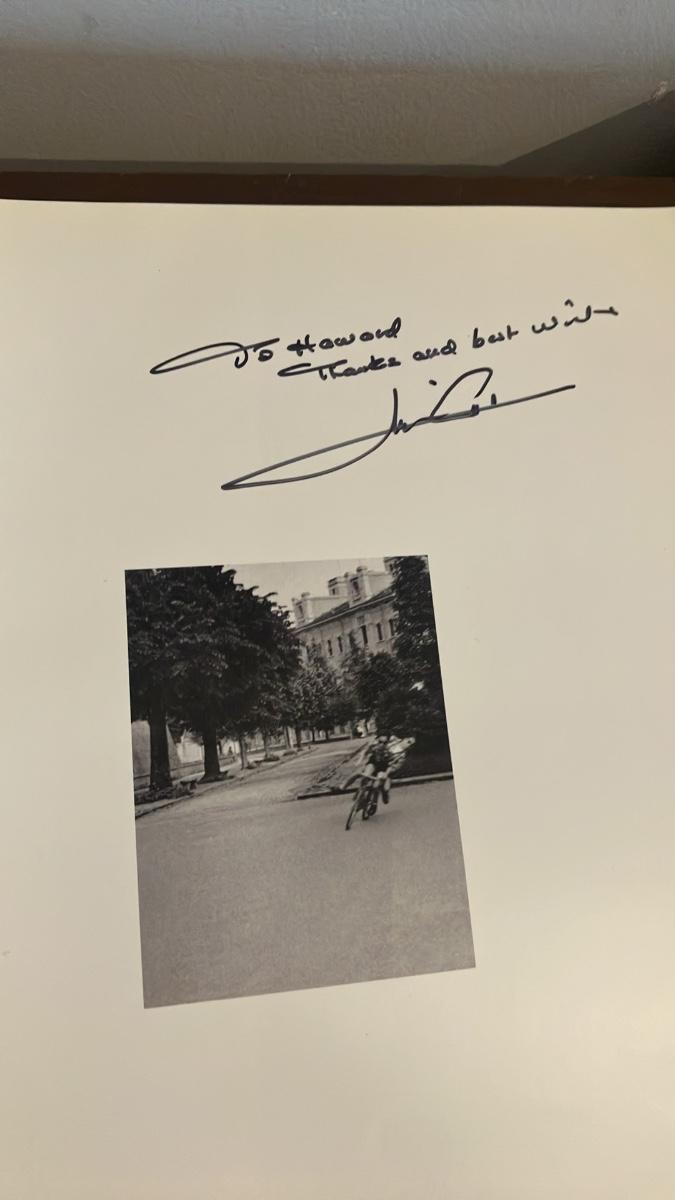 To Howard
Thanks and best wishes